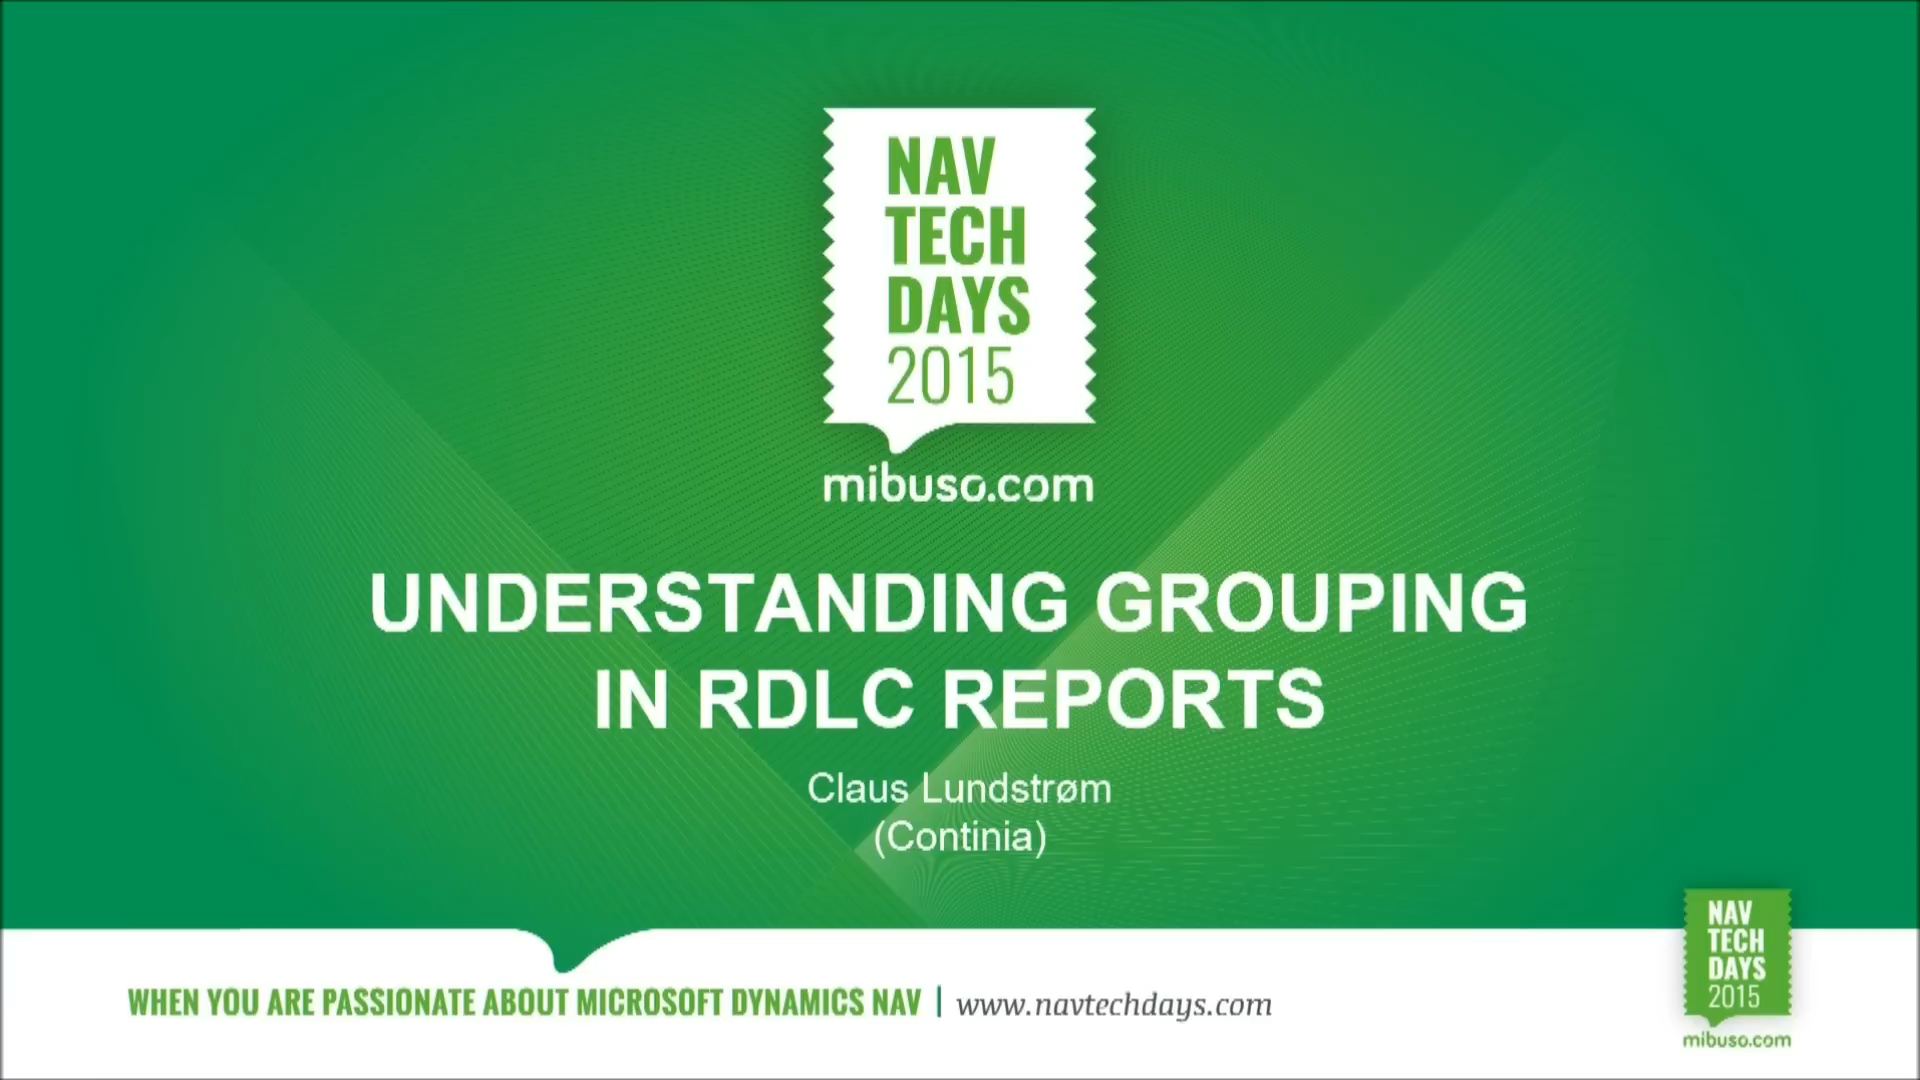 NAV
TECH
DAYS
2015
mibuso.com
UNDERSTANDING GROUPING
IN RDLC REPORTS
Claus Lundstrøm
(Continia)
WHEN YOU ARE PASSIONATE ABOUT MICROSOFT DYNAMICS NAV | www.navtechdays.com
NAV
TECH
DAYS
2015
mibuso.com